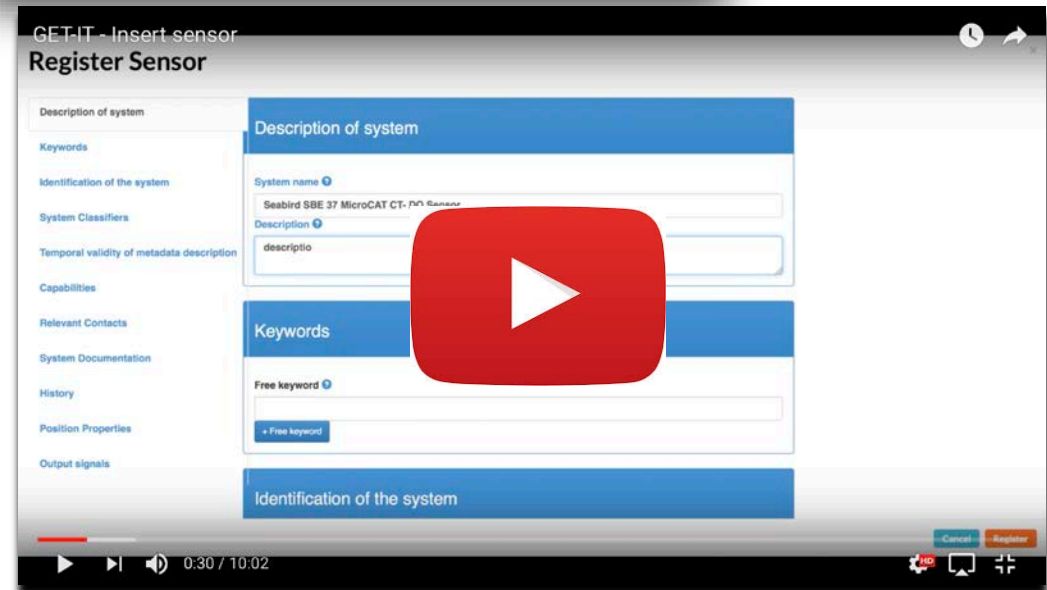 GET-IT - Insert sensor
Register Sensor
Description of system
Keywords
Identification of the system
System Classifiers
Temporal validity of metadata description
Capabilities
Relevant Contacts
System Documentation
History
Position Properties
Output signals
Description of system
System name
Seabird SBE 37 MicroCAT CT- DO Sensor
Description
descriptio
Keywords
Free keyword
+ Free keyword
Identification of the system
Cancel
Register
0:30 / 10:02
HD